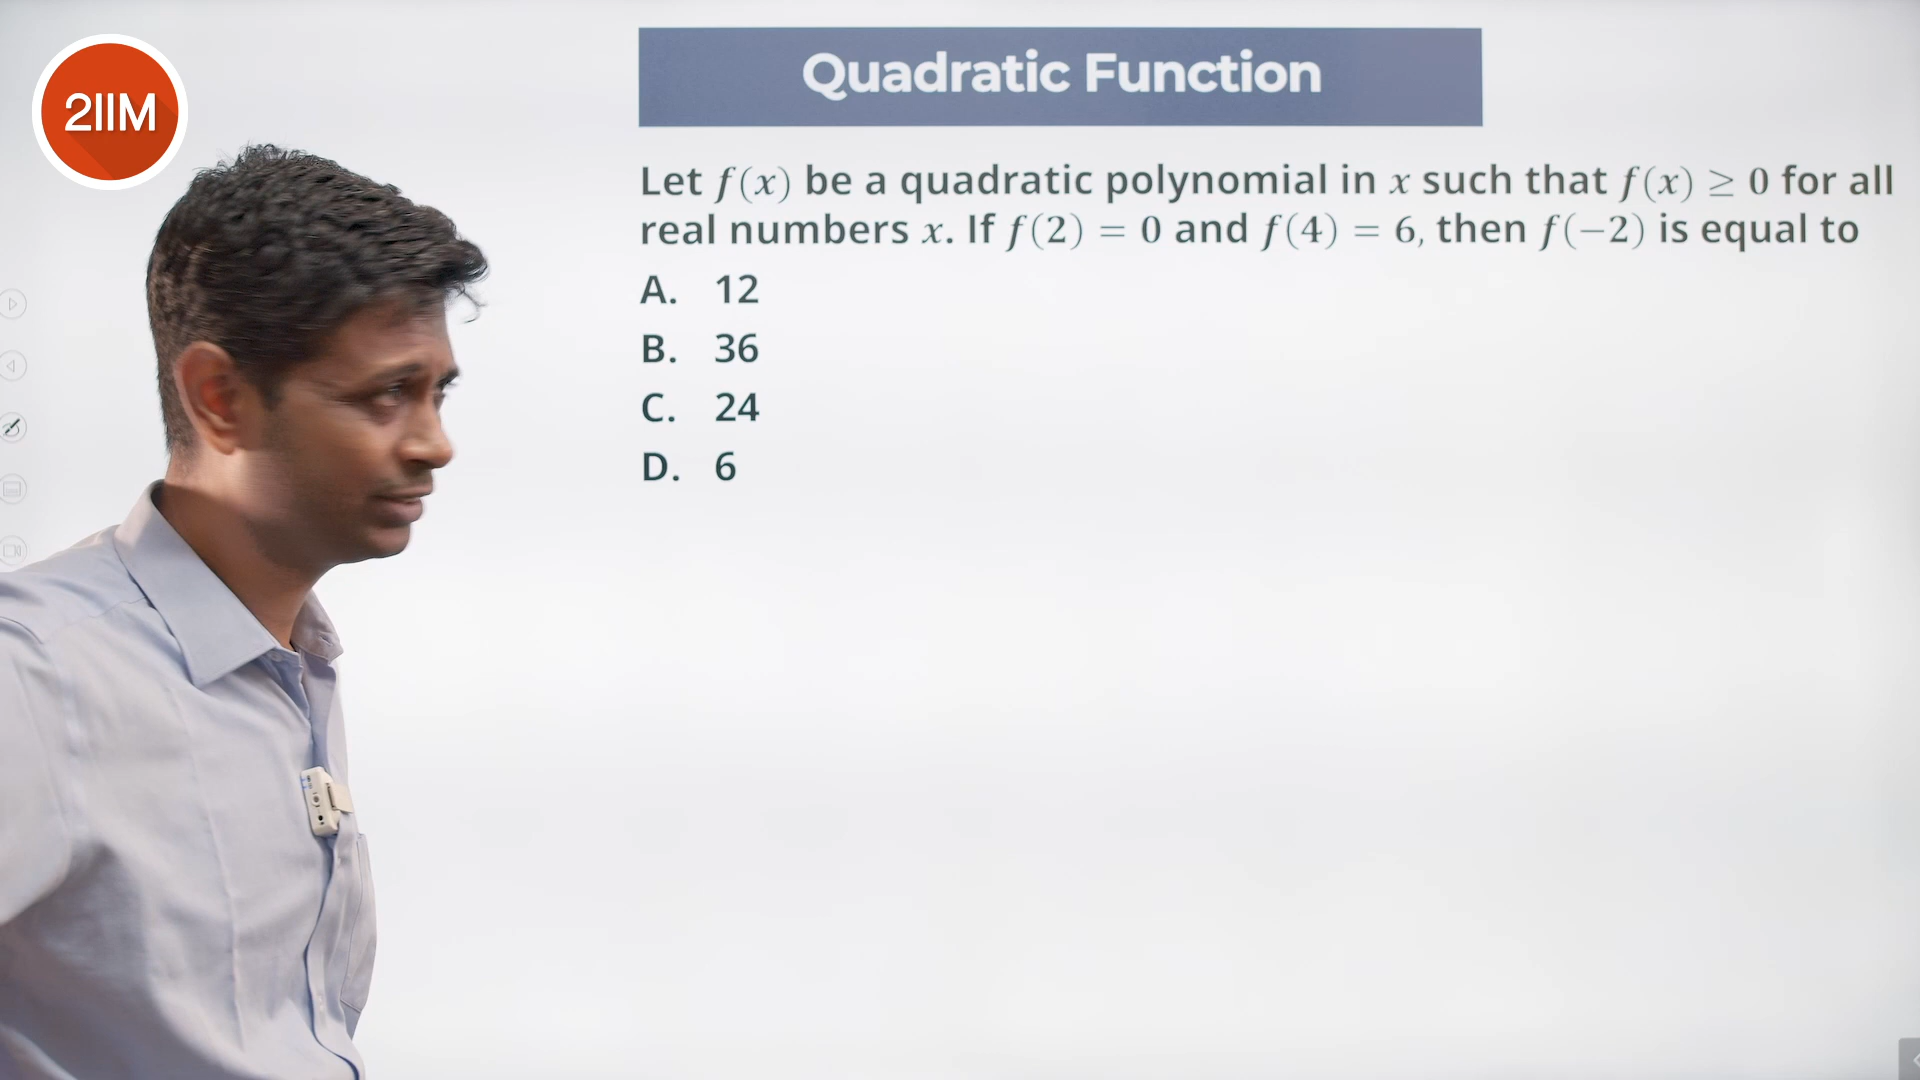 2IIM
Quadratic Function
Let f(x) be a quadratic polynomial in x such that f(x) ≥ 0 for all
real numbers x. If f(2) = 0 and f(4) = 6, then f(−2) is equal to
A. 12
B. 36
C. 24
D. 6